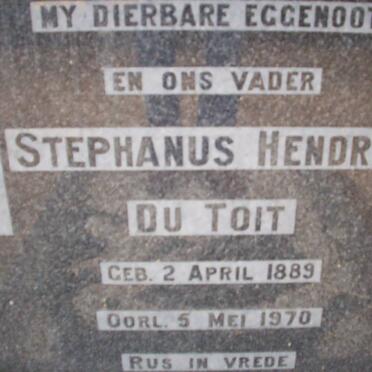 MY DIERBARE EGGENOOT
EN ONS VADER
STEPHANUS HENDR
DU TOIT
GEB. 2 APRIL 1889
OORL. 5 MEI 1970
RUS IN VREDE